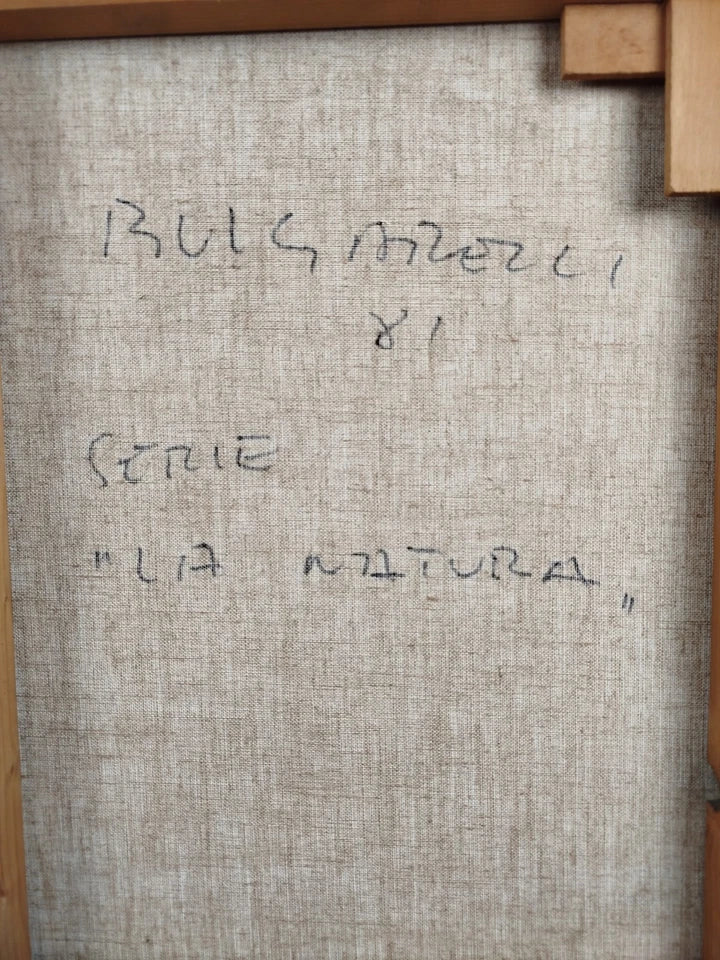 BULGARELLI
81
SERIE
"LA NATURA„